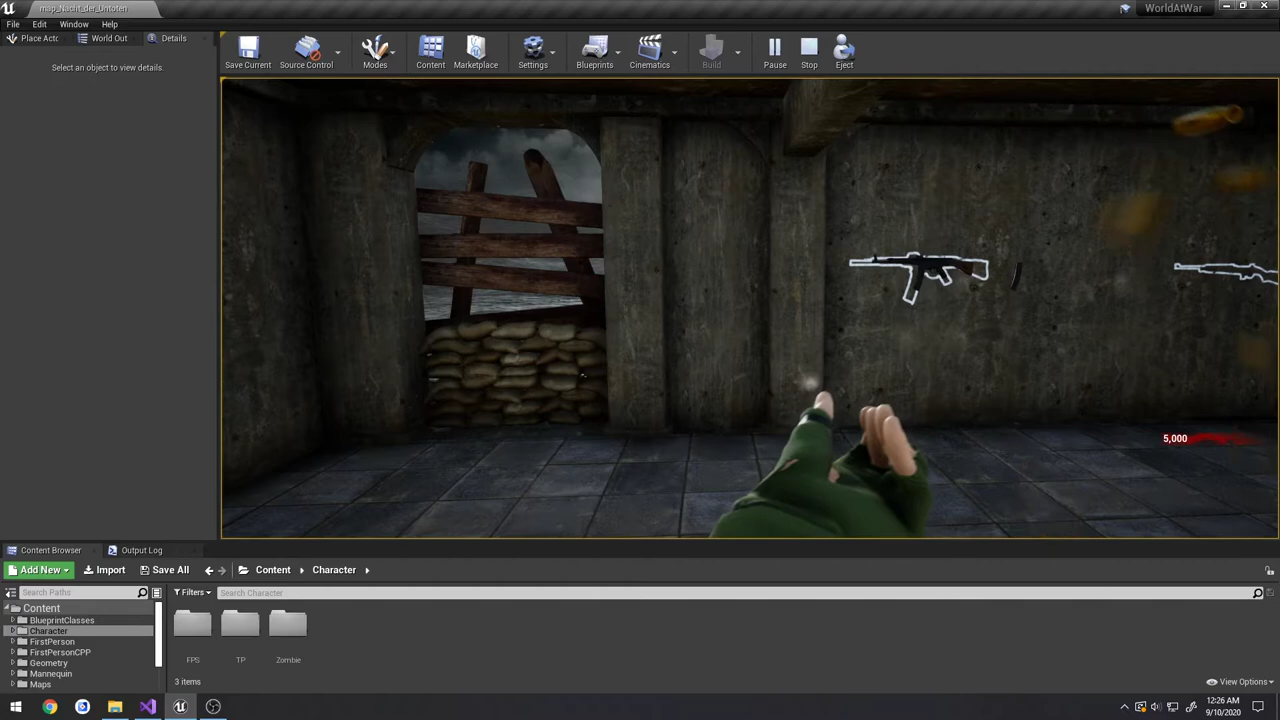 map_Nacht_der_Untoten
WorldAtWar
File Edit Window Help
Place Actc World Out Details
Select an object to view details.
Save Current Source Control Modes Content Marketplace Settings Blueprints Cinematics Build Pause Stop Eject
5,000
Content Browser Output Log
Add New Import Save All Content Character
Search Paths Filters Search Character
Content
BlueprintClasses
Character
FirstPerson
FirstPersonCPP
Geometry
Mannequin
Maps
FPS TP Zombie
3 items View Options
12:26 AM
9/10/2020